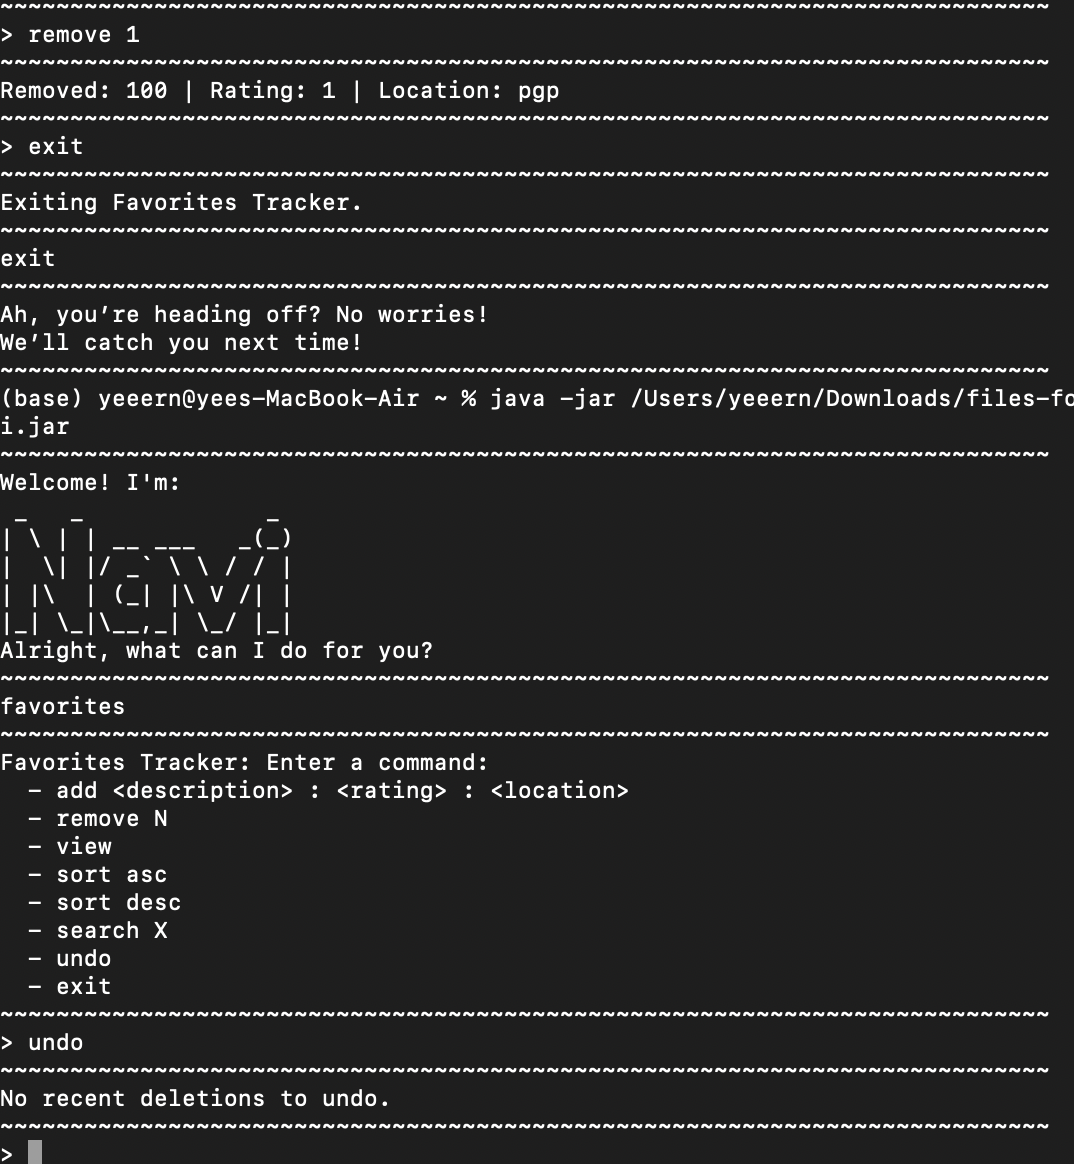 ~~~~~~~~~~~~~~~~~~~~~~~~~~~~~~~~~~~~~~~~~~~~~~~~~~~~~~~~~~~~~~~~~~~~~~~~~~~
> remove 1
~~~~~~~~~~~~~~~~~~~~~~~~~~~~~~~~~~~~~~~~~~~~~~~~~~~~~~~~~~~~~~~~~~~~~~~~~~~
Removed: 100 | Rating: 1 | Location: pgp
~~~~~~~~~~~~~~~~~~~~~~~~~~~~~~~~~~~~~~~~~~~~~~~~~~~~~~~~~~~~~~~~~~~~~~~~~~~
> exit
~~~~~~~~~~~~~~~~~~~~~~~~~~~~~~~~~~~~~~~~~~~~~~~~~~~~~~~~~~~~~~~~~~~~~~~~~~~
Exiting Favorites Tracker.
~~~~~~~~~~~~~~~~~~~~~~~~~~~~~~~~~~~~~~~~~~~~~~~~~~~~~~~~~~~~~~~~~~~~~~~~~~~
exit
~~~~~~~~~~~~~~~~~~~~~~~~~~~~~~~~~~~~~~~~~~~~~~~~~~~~~~~~~~~~~~~~~~~~~~~~~~~
Ah, you’re heading off? No worries!
We’ll catch you next time!
~~~~~~~~~~~~~~~~~~~~~~~~~~~~~~~~~~~~~~~~~~~~~~~~~~~~~~~~~~~~~~~~~~~~~~~~~~~
(base) yeeern@yees-MacBook-Air ~ % java -jar /Users/yeeern/Downloads/files-fo
i.jar
~~~~~~~~~~~~~~~~~~~~~~~~~~~~~~~~~~~~~~~~~~~~~~~~~~~~~~~~~~~~~~~~~~~~~~~~~~~
Welcome! I'm:
 _   _             _
| \ | | __ ___   _(_)
|  \| |/ _` \ \ / / |
| |\  | (_| |\ V /| |
|_| \_|\__,_| \_/ |_|
Alright, what can I do for you?
~~~~~~~~~~~~~~~~~~~~~~~~~~~~~~~~~~~~~~~~~~~~~~~~~~~~~~~~~~~~~~~~~~~~~~~~~~~
favorites
~~~~~~~~~~~~~~~~~~~~~~~~~~~~~~~~~~~~~~~~~~~~~~~~~~~~~~~~~~~~~~~~~~~~~~~~~~~
Favorites Tracker: Enter a command:
  - add <description> : <rating> : <location>
  - remove N
  - view
  - sort asc
  - sort desc
  - search X
  - undo
  - exit
~~~~~~~~~~~~~~~~~~~~~~~~~~~~~~~~~~~~~~~~~~~~~~~~~~~~~~~~~~~~~~~~~~~~~~~~~~~
> undo
~~~~~~~~~~~~~~~~~~~~~~~~~~~~~~~~~~~~~~~~~~~~~~~~~~~~~~~~~~~~~~~~~~~~~~~~~~~
No recent deletions to undo.
~~~~~~~~~~~~~~~~~~~~~~~~~~~~~~~~~~~~~~~~~~~~~~~~~~~~~~~~~~~~~~~~~~~~~~~~~~~
>